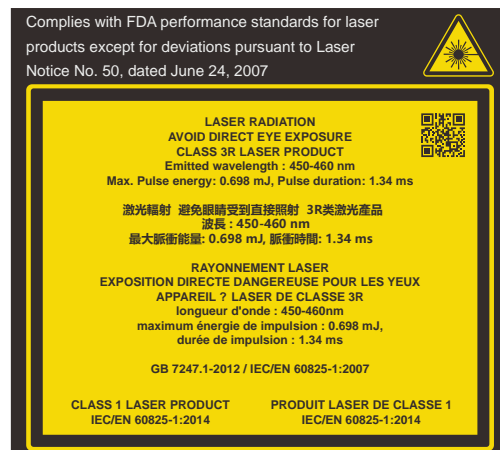 Complies with FDA performance standards for laser
products except for deviations pursuant to Laser
Notice No. 50, dated June 24, 2007
LASER RADIATION
AVOID DIRECT EYE EXPOSURE
CLASS 3R LASER PRODUCT
Emitted wavelength : 450-460 nm
Max. Pulse energy: 0.698 mJ, Pulse duration: 1.34 ms
激光輻射 避免眼睛受到直接照射 3R类激光產品
波長 : 450-460 nm
最大脈衝能量: 0.698 mJ, 脈衝時間: 1.34 ms
RAYONNEMENT LASER
EXPOSITION DIRECTE DANGEREUSE POUR LES YEUX
APPAREIL ? LASER DE CLASSE 3R
longueur d'onde : 450-460nm
maximum énergie de impulsion : 0.698 mJ,
durée de impulsion : 1.34 ms
GB 7247.1-2012 / IEC/EN 60825-1:2007
CLASS 1 LASER PRODUCT
IEC/EN 60825-1:2014
PRODUIT LASER DE CLASSE 1
IEC/EN 60825-1:2014